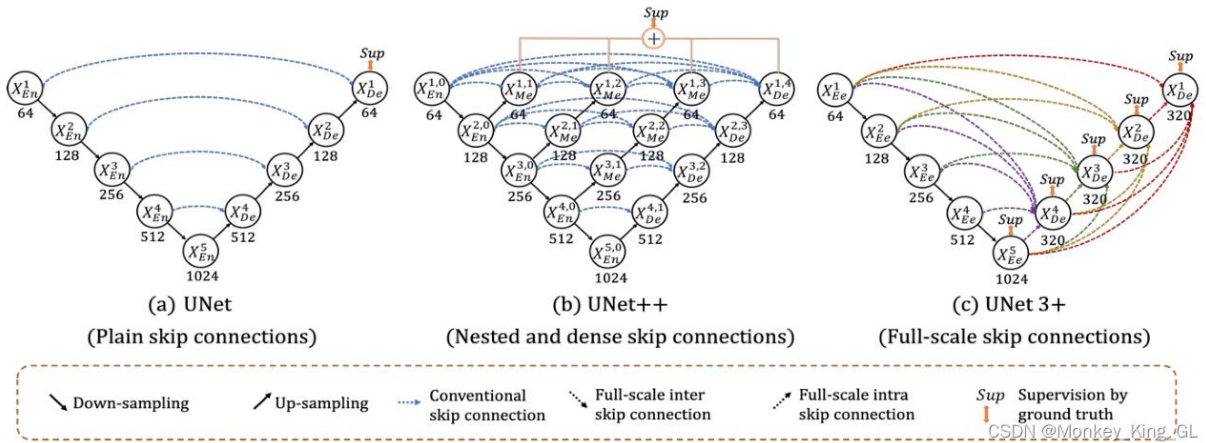 Sup
X¹En
64
X²En
128
X³En
256
X⁴En
512
X⁵En
1024
X⁴De
512
X³De
256
X²De
128
X¹De
64
(a) UNet
(Plain skip connections)
Sup
+
X¹,⁰En
64
X¹,¹Me
64
X¹,²Me
64
X¹,³Me
64
X¹,⁴De
64
X²,⁰En
128
X²,¹Me
128
X²,²Me
128
X²,³De
128
X³,⁰En
256
X³,¹Me
256
X³,²De
256
X⁴,⁰En
512
X⁴,¹De
512
X⁵,⁰En
1024
(b) UNet++
(Nested and dense skip connections)
X¹Ee
64
X²Ee
128
X³Ee
256
X⁴Ee
512
Sup
X⁵Ee
1024
Sup
X⁴De
320
Sup
X³De
320
Sup
X²De
320
Sup
X¹De
320
(c) UNet 3+
(Full-scale skip connections)
Down-sampling
Up-sampling
Conventional
skip connection
Full-scale inter
skip connection
Full-scale intra
skip connection
Sup
Supervision by
ground truth
CSDN @Monkey_King_GL